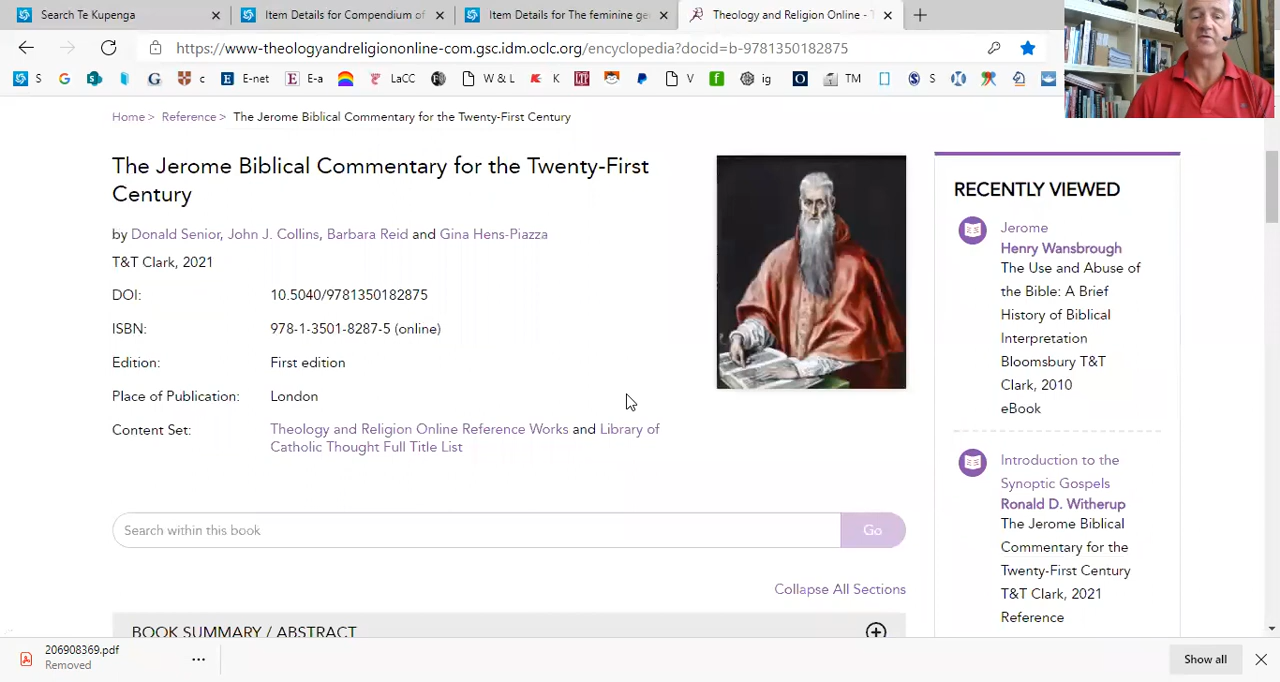 Search Te Kupenga
Item Details for Compendium of
Item Details for The feminine ge
Theology and Religion Online - T
https://www-theologyandreligiononline-com.gsc.idm.oclc.org/encyclopedia?docid=b-9781350182875
S G S G c E E-net E E-a LaCC W & L K K V f ig O TM S S
Home > Reference > The Jerome Biblical Commentary for the Twenty-First Century
The Jerome Biblical Commentary for the Twenty-First
Century
by Donald Senior, John J. Collins, Barbara Reid and Gina Hens-Piazza
T&T Clark, 2021
DOI: 10.5040/9781350182875
ISBN: 978-1-3501-8287-5 (online)
Edition: First edition
Place of Publication: London
Content Set: Theology and Religion Online Reference Works and Library of
Catholic Thought Full Title List
Search within this book
Go
Collapse All Sections
BOOK SUMMARY / ABSTRACT
RECENTLY VIEWED
Jerome
Henry Wansbrough
The Use and Abuse of
the Bible: A Brief
History of Biblical
Interpretation
Bloomsbury T&T
Clark, 2010
eBook
Introduction to the
Synoptic Gospels
Ronald D. Witherup
The Jerome Biblical
Commentary for the
Twenty-First Century
T&T Clark, 2021
Reference
206908369.pdf
Removed
Show all